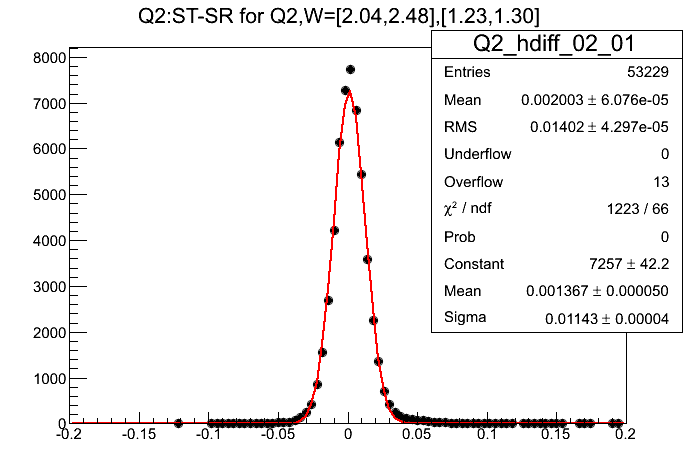 Q2:ST-SR for Q2,W=[2.04,2.48],[1.23,1.30]
Q2_hdiff_02_01
Entries 53229
Mean 0.002003 ± 6.076e-05
RMS 0.01402 ± 4.297e-05
Underflow 0
Overflow 13
χ² / ndf 1223 / 66
Prob 0
Constant 7257 ± 42.2
Mean 0.001367 ± 0.000050
Sigma 0.01143 ± 0.00004
8000
7000
6000
5000
4000
3000
2000
1000
0
-0.2 -0.15 -0.1 -0.05 0 0.05 0.1 0.15 0.2